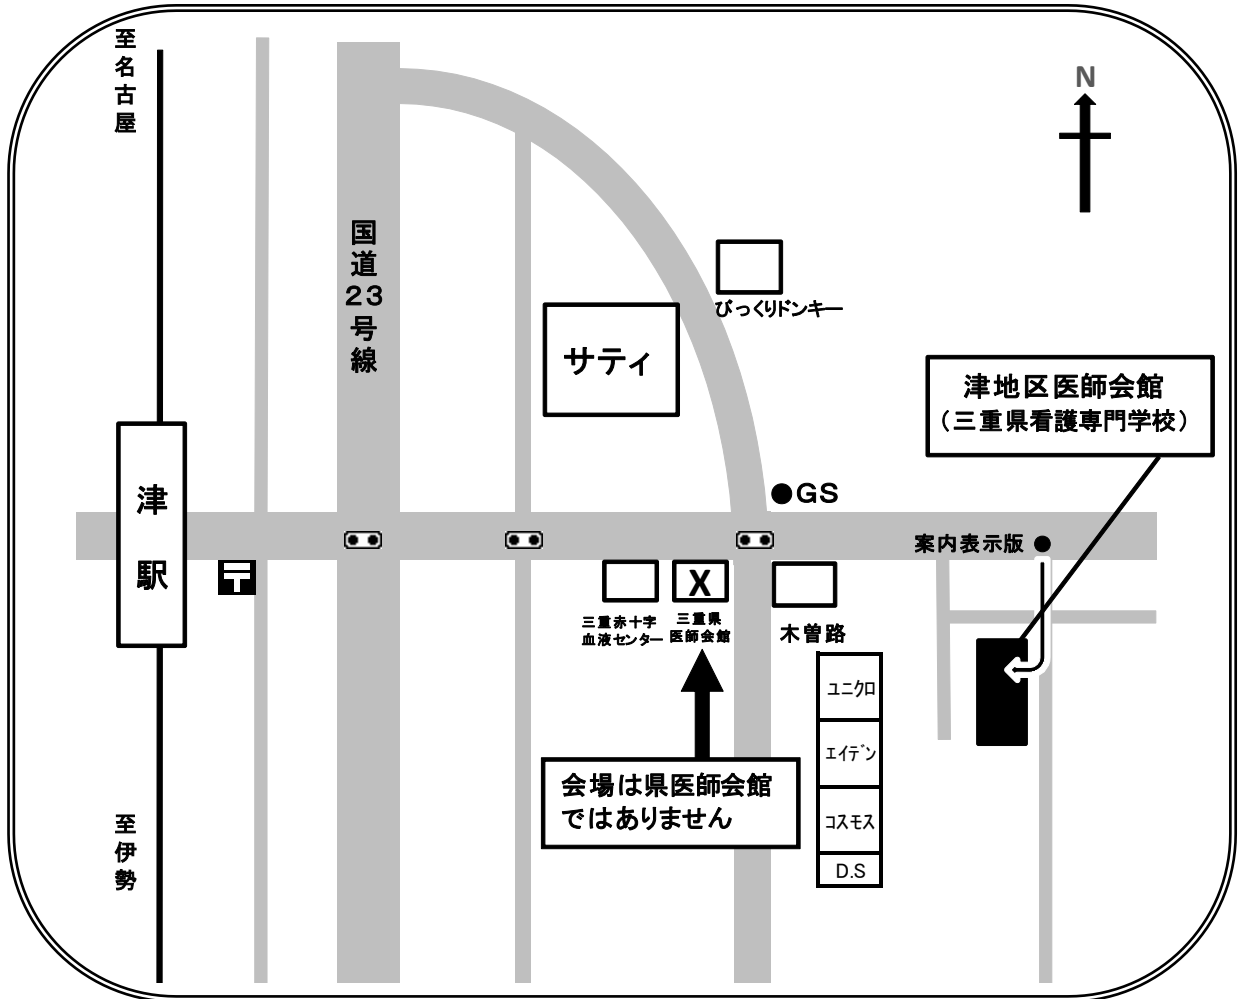 至名古屋
N
国道23号線
びっくりドンキー
サティ
津地区医師会館
（三重県看護専門学校）
津駅
●GS
案内表示版●
X
三重赤十字
血液センター
三重県
医師会館
木曽路
ユニクロ
エイデン
コスモス
D.S
会場は県医師会館
ではありません
至伊勢